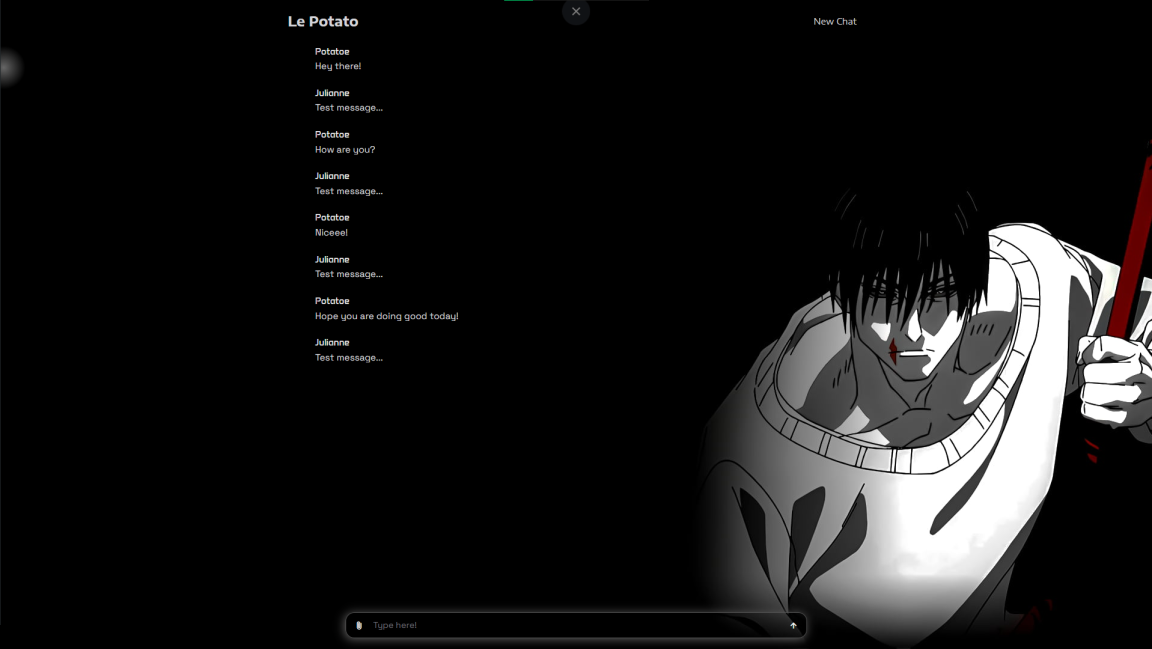 Le Potato
New Chat
Potatoe
Hey there!
Julianne
Test message...
Potatoe
How are you?
Julianne
Test message...
Potatoe
Niceee!
Julianne
Test message...
Potatoe
Hope you are doing good today!
Julianne
Test message...
Type here!